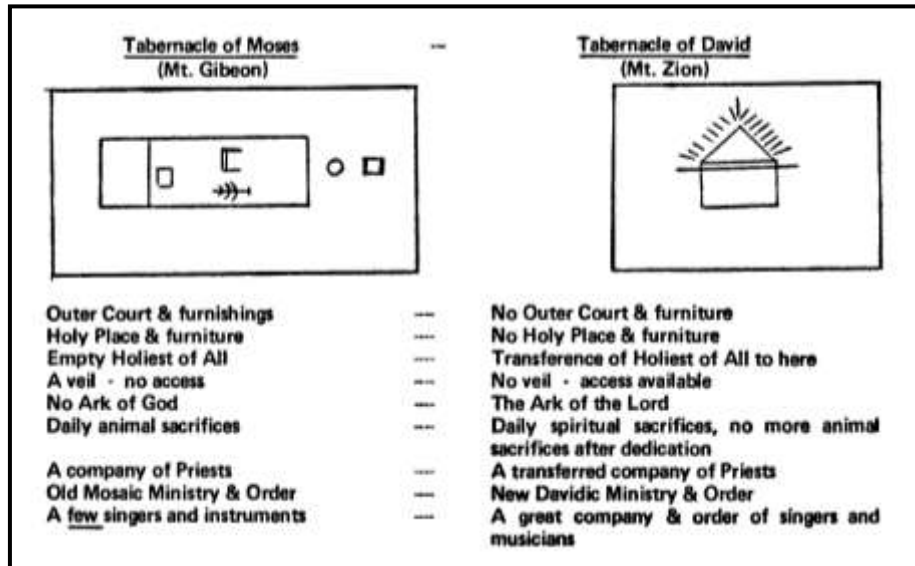 Tabernacle of Moses -- Tabernacle of David
(Mt. Gibeon) (Mt. Zion)
Outer Court & furnishings --- No Outer Court & furniture
Holy Place & furniture --- No Holy Place & furniture
Empty Holiest of All --- Transference of Holiest of All to here
A veil - no access --- No veil - access available
No Ark of God --- The Ark of the Lord
Daily animal sacrifices --- Daily spiritual sacrifices, no more animal
sacrifices after dedication
A company of Priests --- A transferred company of Priests
Old Mosaic Ministry & Order --- New Davidic Ministry & Order
A few singers and instruments --- A great company & order of singers and
musicians